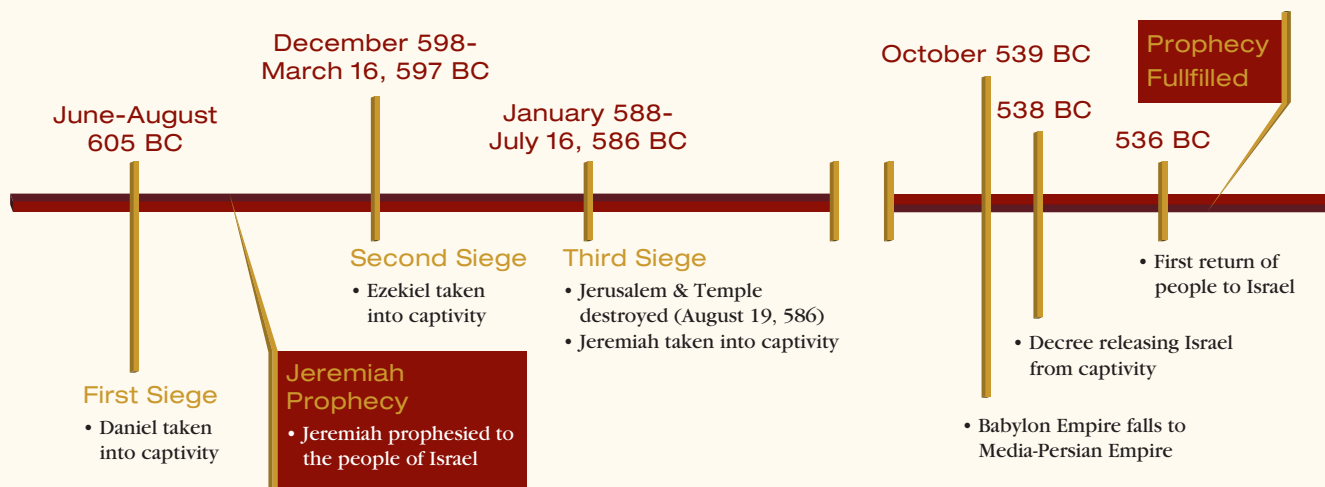 June-August
605 BC
First Siege
• Daniel taken
into captivity
Jeremiah
Prophecy
• Jeremiah prophesied to
the people of Israel
December 598-
March 16, 597 BC
Second Siege
• Ezekiel taken
into captivity
January 588-
July 16, 586 BC
Third Siege
• Jerusalem & Temple
destroyed (August 19, 586)
• Jeremiah taken into captivity
October 539 BC
• Babylon Empire falls to
Media-Persian Empire
538 BC
• Decree releasing Israel
from captivity
536 BC
• First return of
people to Israel
Prophecy
Fullfilled